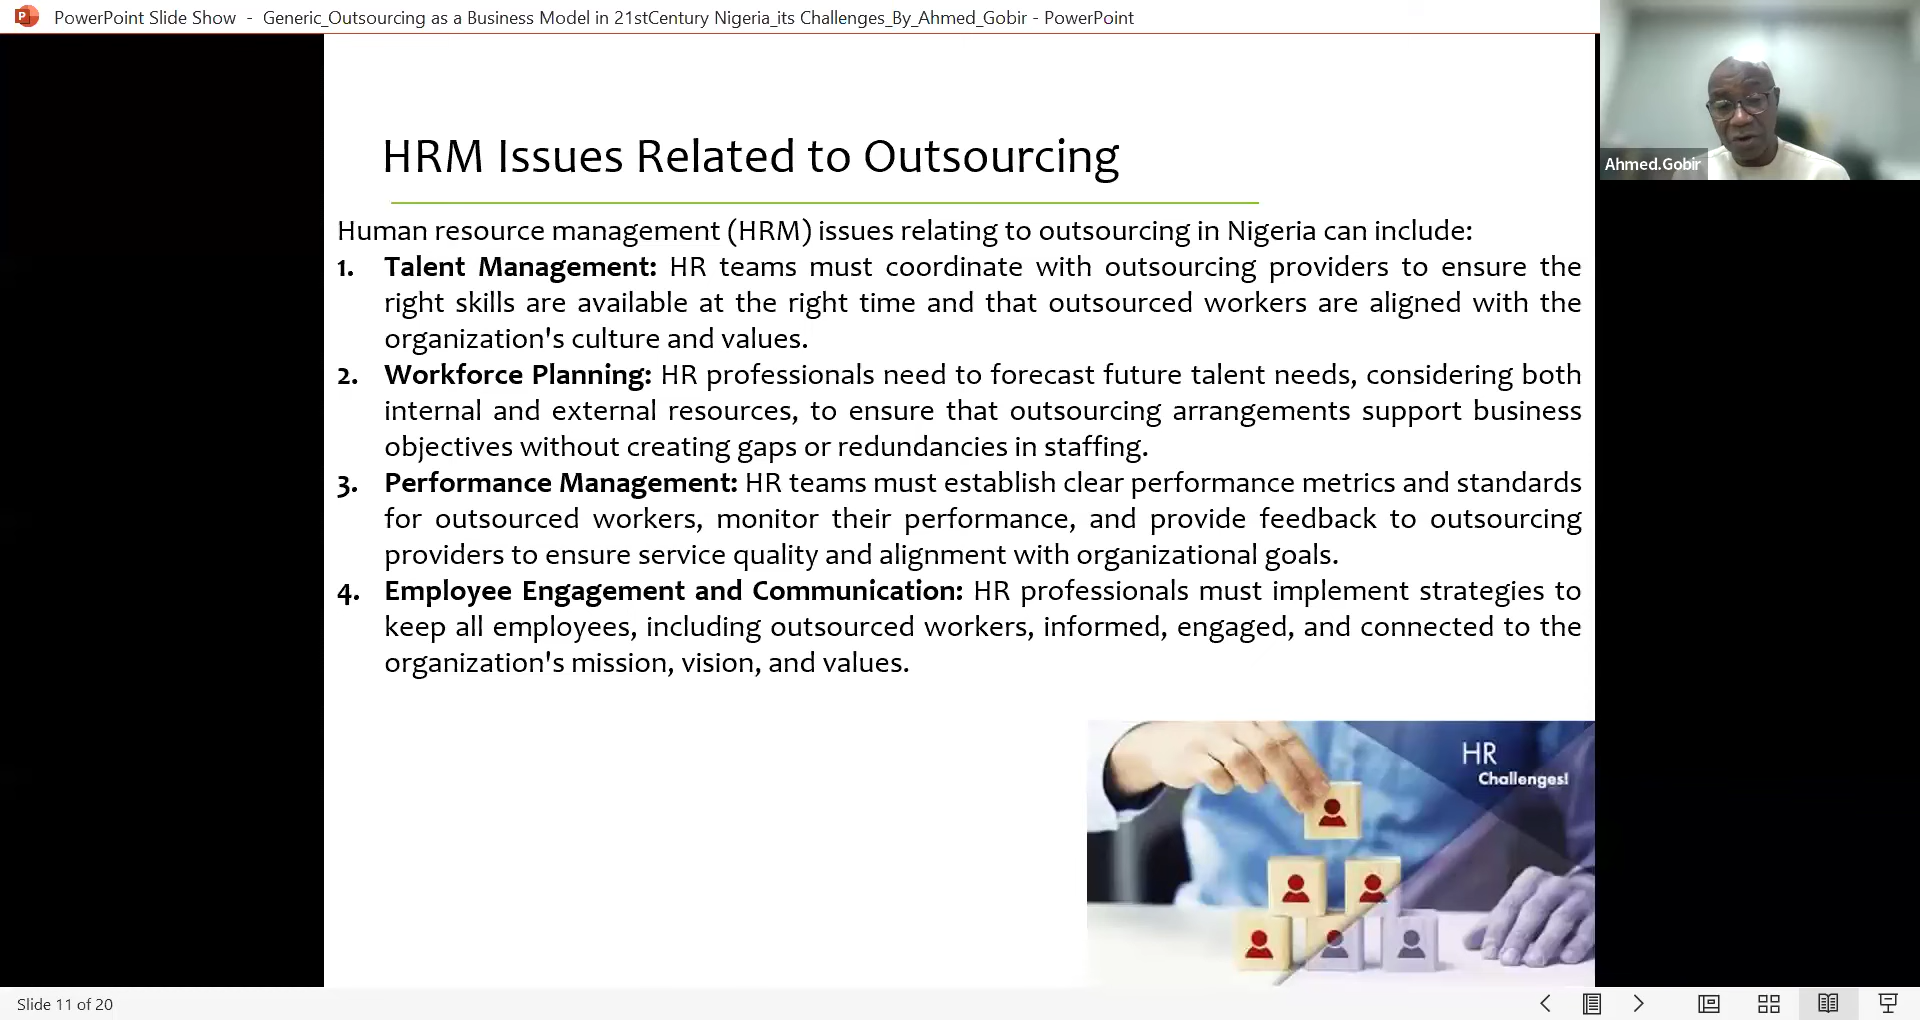 PowerPoint Slide Show - Generic_Outsourcing as a Business Model in 21stCentury Nigeria_its Challenges_By_Ahmed_Gobir - PowerPoint
Ahmed.Gobir
HRM Issues Related to Outsourcing
Human resource management (HRM) issues relating to outsourcing in Nigeria can include:
1. Talent Management: HR teams must coordinate with outsourcing providers to ensure the
right skills are available at the right time and that outsourced workers are aligned with the
organization's culture and values.
2. Workforce Planning: HR professionals need to forecast future talent needs, considering both
internal and external resources, to ensure that outsourcing arrangements support business
objectives without creating gaps or redundancies in staffing.
3. Performance Management: HR teams must establish clear performance metrics and standards
for outsourced workers, monitor their performance, and provide feedback to outsourcing
providers to ensure service quality and alignment with organizational goals.
4. Employee Engagement and Communication: HR professionals must implement strategies to
keep all employees, including outsourced workers, informed, engaged, and connected to the
organization's mission, vision, and values.
HR
Challenges!
Slide 11 of 20